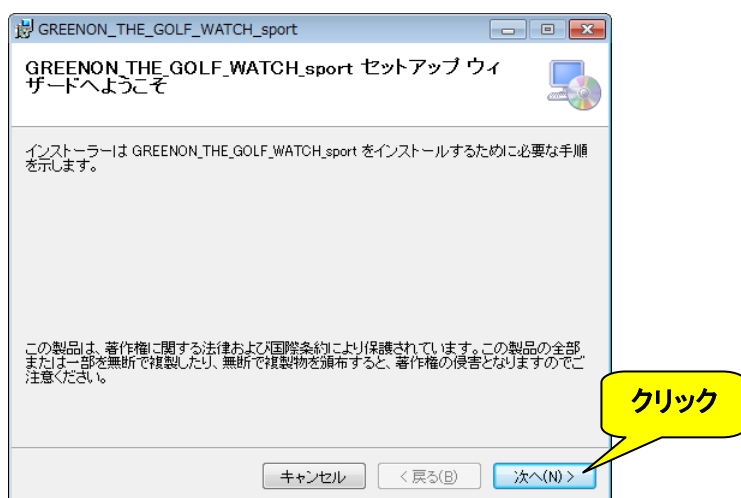 GREENON_THE_GOLF_WATCH_sport
GREENON_THE_GOLF_WATCH_sport セットアップ ウィ
ザードへようこそ
インストーラーは GREENON_THE_GOLF_WATCH_sport をインストールするために必要な手順
を示します。
この製品は、著作権に関する法律および国際条約により保護されています。この製品の全部
または一部を無断で複製したり、無断で複製物を頒布すると、著作権の侵害となりますのでご
注意ください。
クリック
キャンセル
< 戻る(B)
次へ(N) >